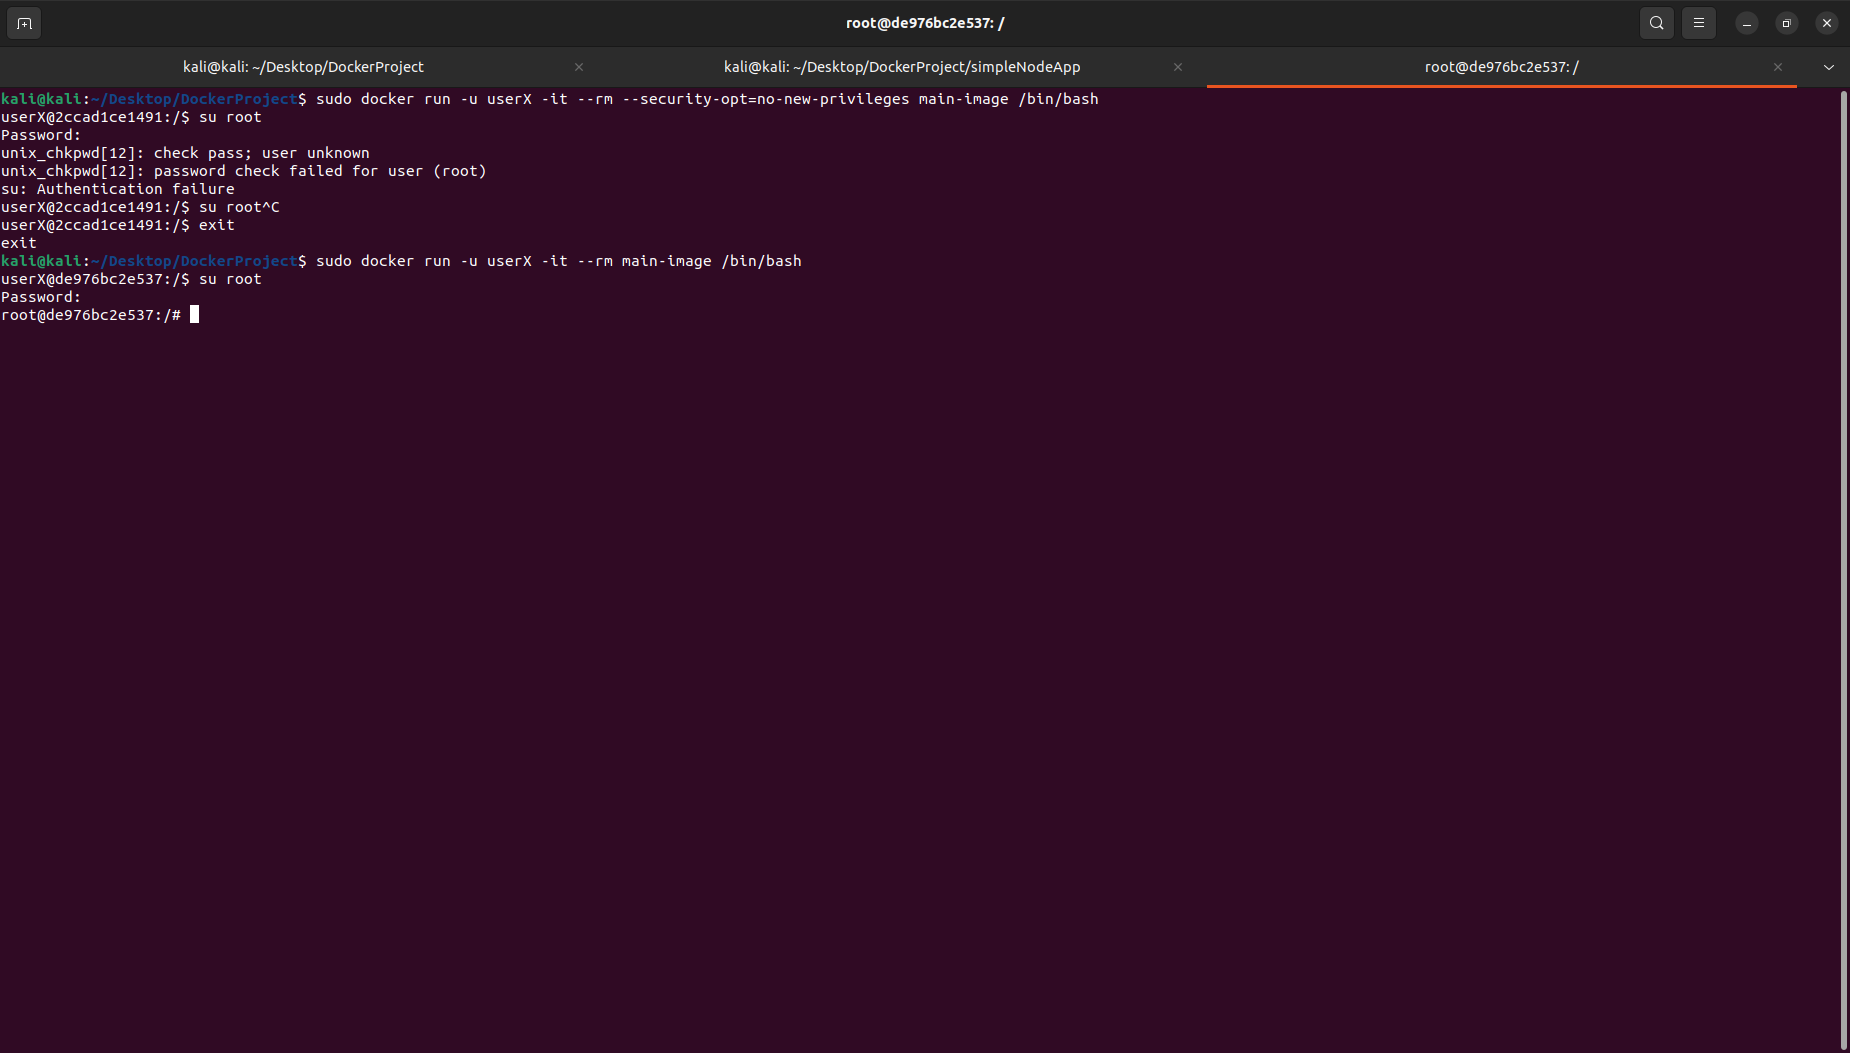 root@de976bc2e537: /
kali@kali: ~/Desktop/DockerProject
kali@kali: ~/Desktop/DockerProject/simpleNodeApp
root@de976bc2e537: /
kali@kali:~/Desktop/DockerProject$ sudo docker run -u userX -it --rm --security-opt=no-new-privileges main-image /bin/bash
userX@2ccad1ce1491:/$ su root
Password:
unix_chkpwd[12]: check pass; user unknown
unix_chkpwd[12]: password check failed for user (root)
su: Authentication failure
userX@2ccad1ce1491:/$ su root^C
userX@2ccad1ce1491:/$ exit
exit
kali@kali:~/Desktop/DockerProject$ sudo docker run -u userX -it --rm main-image /bin/bash
userX@de976bc2e537:/$ su root
Password:
root@de976bc2e537:/#